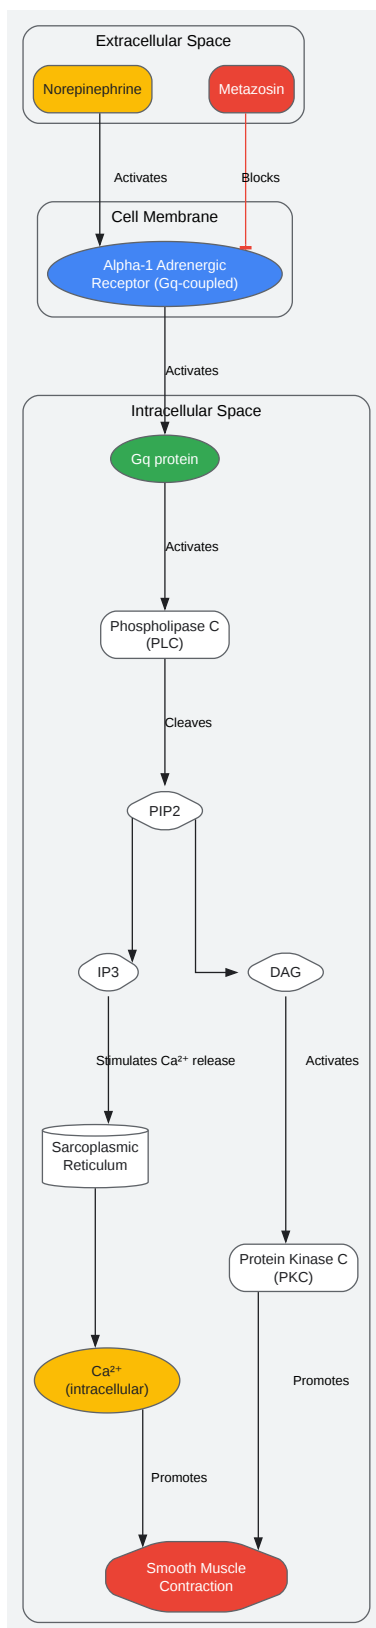 Extracellular Space
Norepinephrine
Metazosin
Activates
Blocks
Cell Membrane
Alpha-1 Adrenergic
Receptor (Gq-coupled)
Activates
Intracellular Space
Gq protein
Activates
Phospholipase C
(PLC)
Cleaves
PIP2
IP3
DAG
Stimulates Ca²⁺ release
Activates
Sarcoplasmic
Reticulum
Protein Kinase C
(PKC)
Ca²⁺
(intracellular)
Promotes
Promotes
Smooth Muscle
Contraction